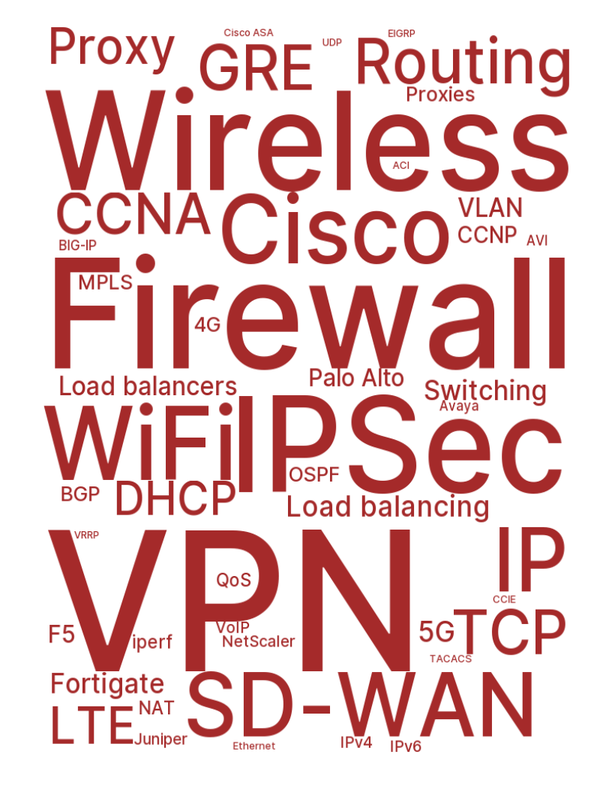 Proxy
Cisco ASA
UDP
EIGRP
GRE
Routing
Proxies
Wireless
ACI
CCNA
Cisco
VLAN
CCNP
AVI
BIG-IP
Firewall
MPLS
4G
Load balancers
Palo Alto
Switching
Avaya
WiFi
IPSec
OSPF
BGP
DHCP
Load balancing
VPN
VRRP
IP
QoS
CCIE
F5
iperf
VoIP
NetScaler
5G
TCP
TACACS
Fortigate
SD-WAN
LTE
NAT
Juniper
Ethernet
IPv4
IPv6